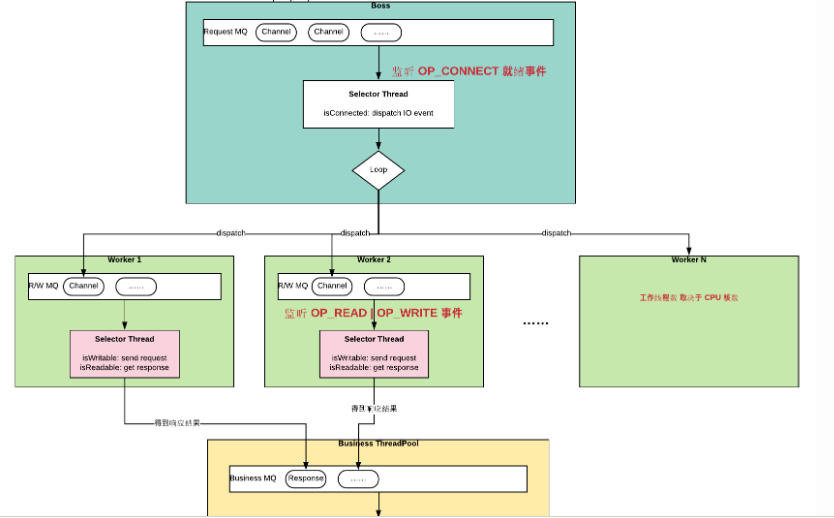 Boss
Request MQ
Channel
Channel
……
监听 OP_CONNECT 就绪事件
Selector Thread
isConnected: dispatch IO event
Loop
dispatch
dispatch
dispatch
Worker 1
R/W MQ
Channel
……
Selector Thread
isWritable: send request
isReadable: get response
Worker 2
R/W MQ
Channel
……
监听 OP_READ | OP_WRITE 事件
Selector Thread
isWritable: send request
isReadable: get response
……
Worker N
工作线程数 取决于 CPU 核数
得到响应结果
得到响应结果
Business ThreadPool
Business MQ
Response
……